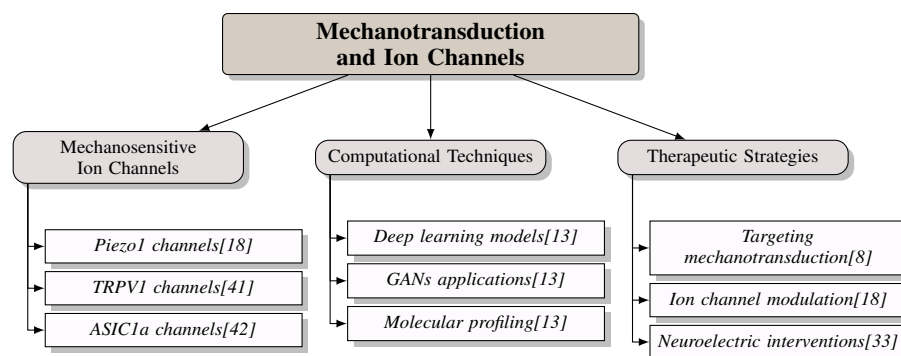 Mechanotransduction
and Ion Channels
Mechanosensitive
Ion Channels
Piezo1 channels[18]
TRPV1 channels[41]
ASIC1a channels[42]
Computational Techniques
Deep learning models[13]
GANs applications[13]
Molecular profiling[13]
Therapeutic Strategies
Targeting
mechanotransduction[8]
Ion channel modulation[18]
Neuroelectric interventions[33]